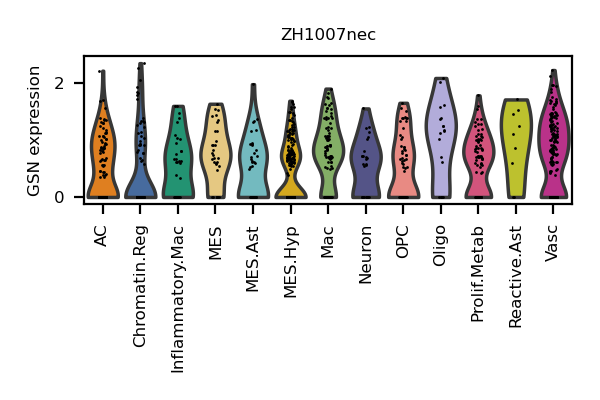 ZH1007nec
GSN expression
2
0
AC
Chromatin.Reg
Inflammatory.Mac
MES
MES.Ast
MES.Hyp
Mac
Neuron
OPC
Oligo
Prolif.Metab
Reactive.Ast
Vasc